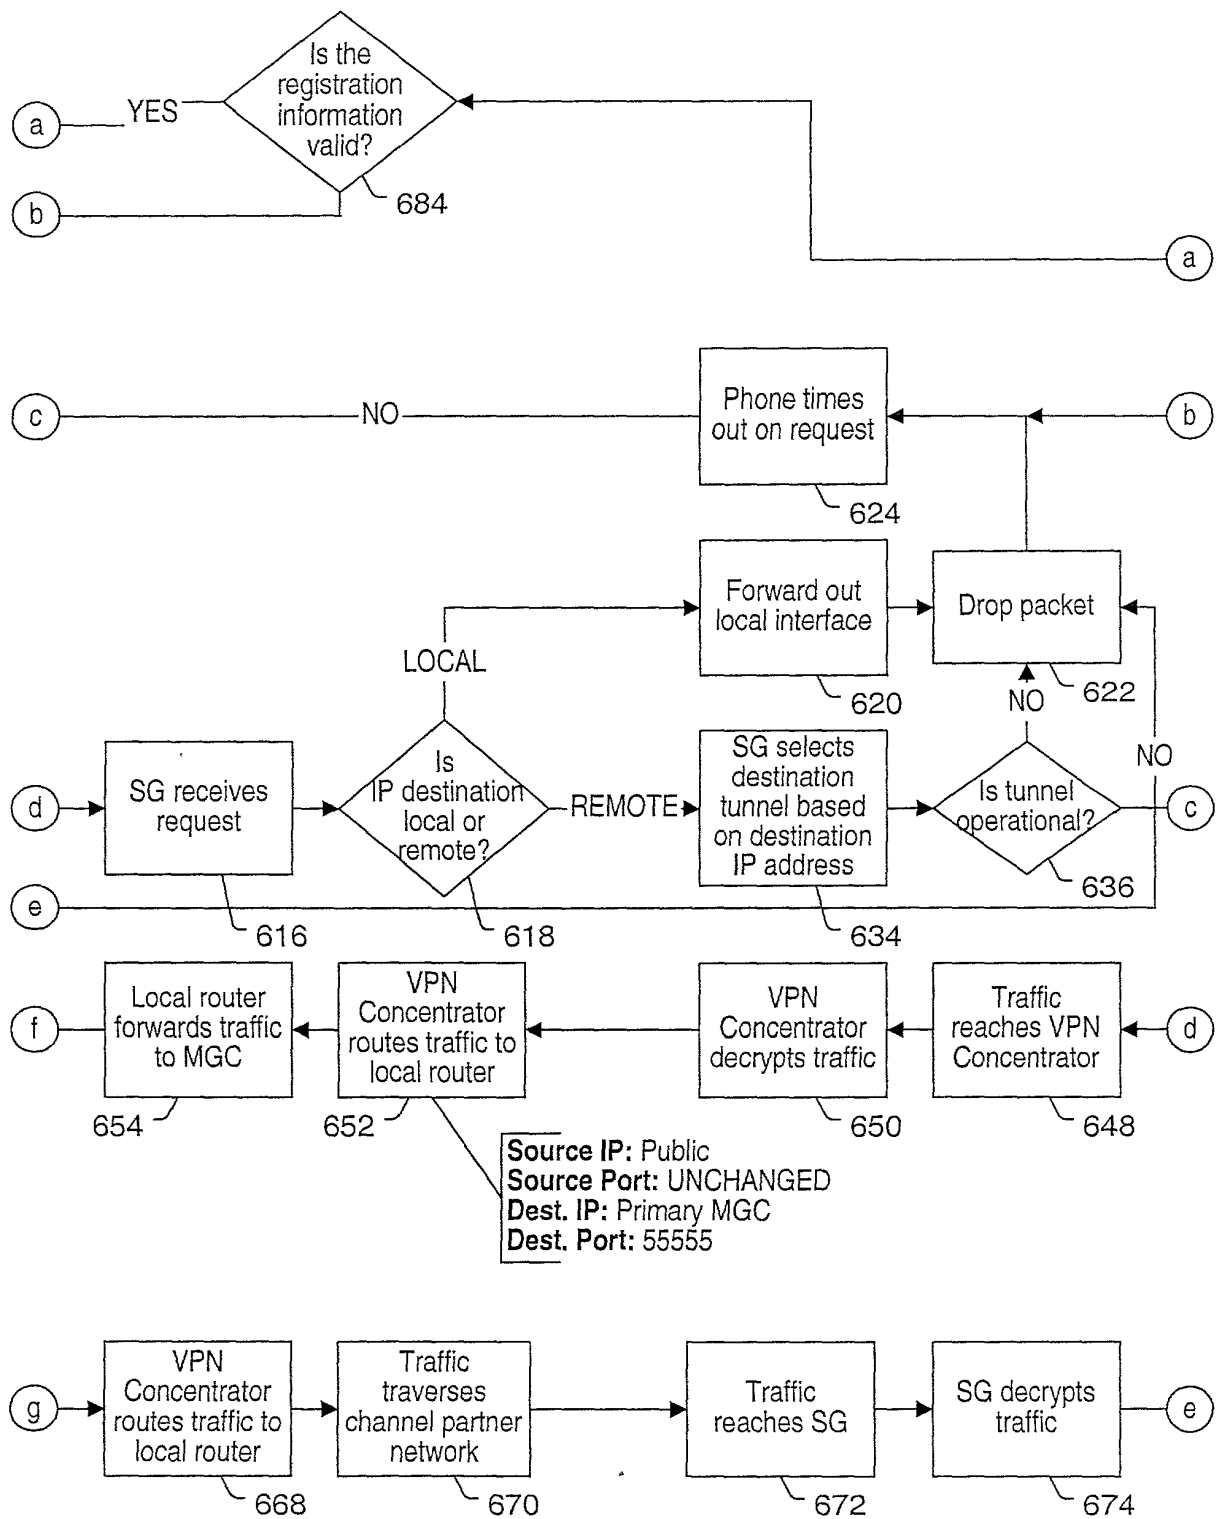 Is the
registration
information
valid?
YES
a
684
b
a
Phone times
out on request
NO
c
b
624
Forward out
local interface
Drop packet
LOCAL
622
620
NO
NO
SG receives
request
Is
IP destination
local or
remote?
REMOTE
SG selects
destination
tunnel based
on destination
IP address
Is tunnel
operational?
d
c
636
e
616
618
634
Local router
forwards traffic
to MGC
VPN
Concentrator
routes traffic to
local router
VPN
Concentrator
decrypts traffic
Traffic
reaches VPN
Concentrator
f
d
654
652
650
648
Source IP: Public
Source Port: UNCHANGED
Dest. IP: Primary MGC
Dest. Port: 55555
g
VPN
Concentrator
routes traffic to
local router
Traffic
traverses
channel partner
network
Traffic
reaches SG
SG decrypts
traffic
e
668
670
672
674